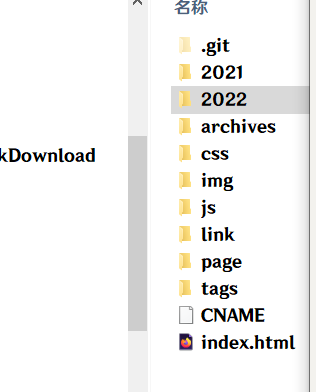 名称
.git
2021
2022
archives
kDownload
css
img
js
link
page
tags
CNAME
index.html